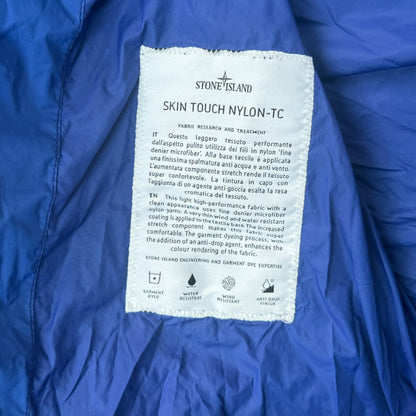 STONE ISLAND
SKIN TOUCH NYLON-TC
FABRIC RESEARCH AND TREATMENT
IT Questo leggero tessuto performante
dall'aspetto pulito utilizza dei fili in nylon 'fine
denier microfiber'. Alla base tessile è applicata
una finissima spalmatura anti acqua e anti vento.
L'aumentata componente stretch rende il tessuto
super confortevole. La tintura in capo con
l'aggiunta di un agente anti goccia esalta la resa
cromatica del tessuto.
EN This light high-performance fabric with a
clean appearance uses fine denier microfiber
nylon yarns. A very thin wind and water resistant
coating is applied to the textile base. The increased
stretch component makes this fabric super
comfortable. The garment dyeing process, with
the addition of an anti-drop agent, enhances the
colour rendering of the fabric.
STONE ISLAND ENGINEERING AND GARMENT DYE EXPERTISE
GARMENT
DYED
WATER
RESISTANT
WIND
RESISTANT
ANTI DROP
FINISH